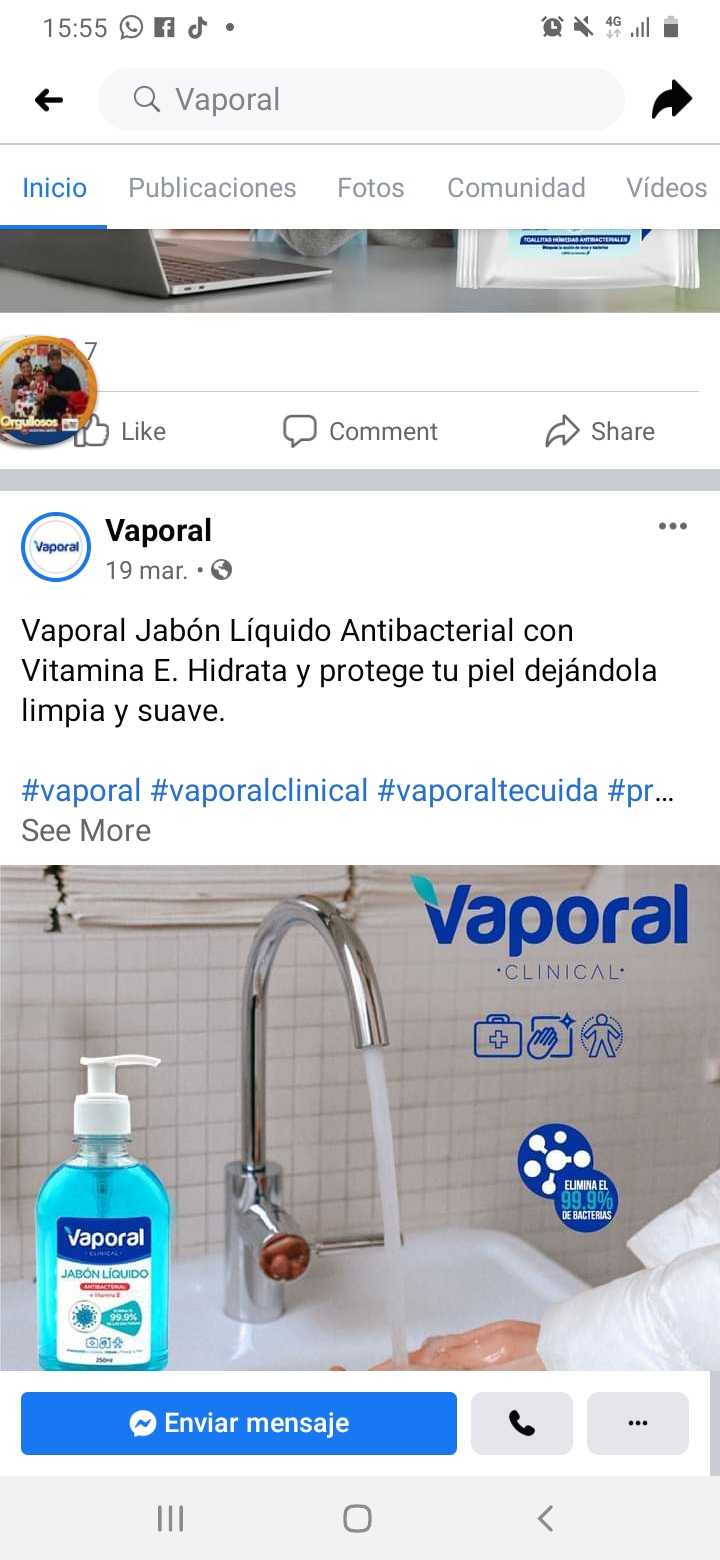 15:55
4G
Vaporal
Inicio Publicaciones Fotos Comunidad Vídeos
TOALLITAS HÚMEDAS ANTIBACTERIALES
7
Orgullosos
Like Comment Share
Vaporal
Vaporal
19 mar. •
Vaporal Jabón Líquido Antibacterial con
Vitamina E. Hidrata y protege tu piel dejándola
limpia y suave.
#vaporal #vaporalclinical #vaporaltecuida #pr...
See More
Vaporal
•CLINICAL•
ELIMINA EL
99.9%
DE BACTERIAS
Vaporal
•CLINICAL•
JABÓN LÍQUIDO
ANTIBACTERIAL
+ Vitamina E
99.9%
250ml
Enviar mensaje